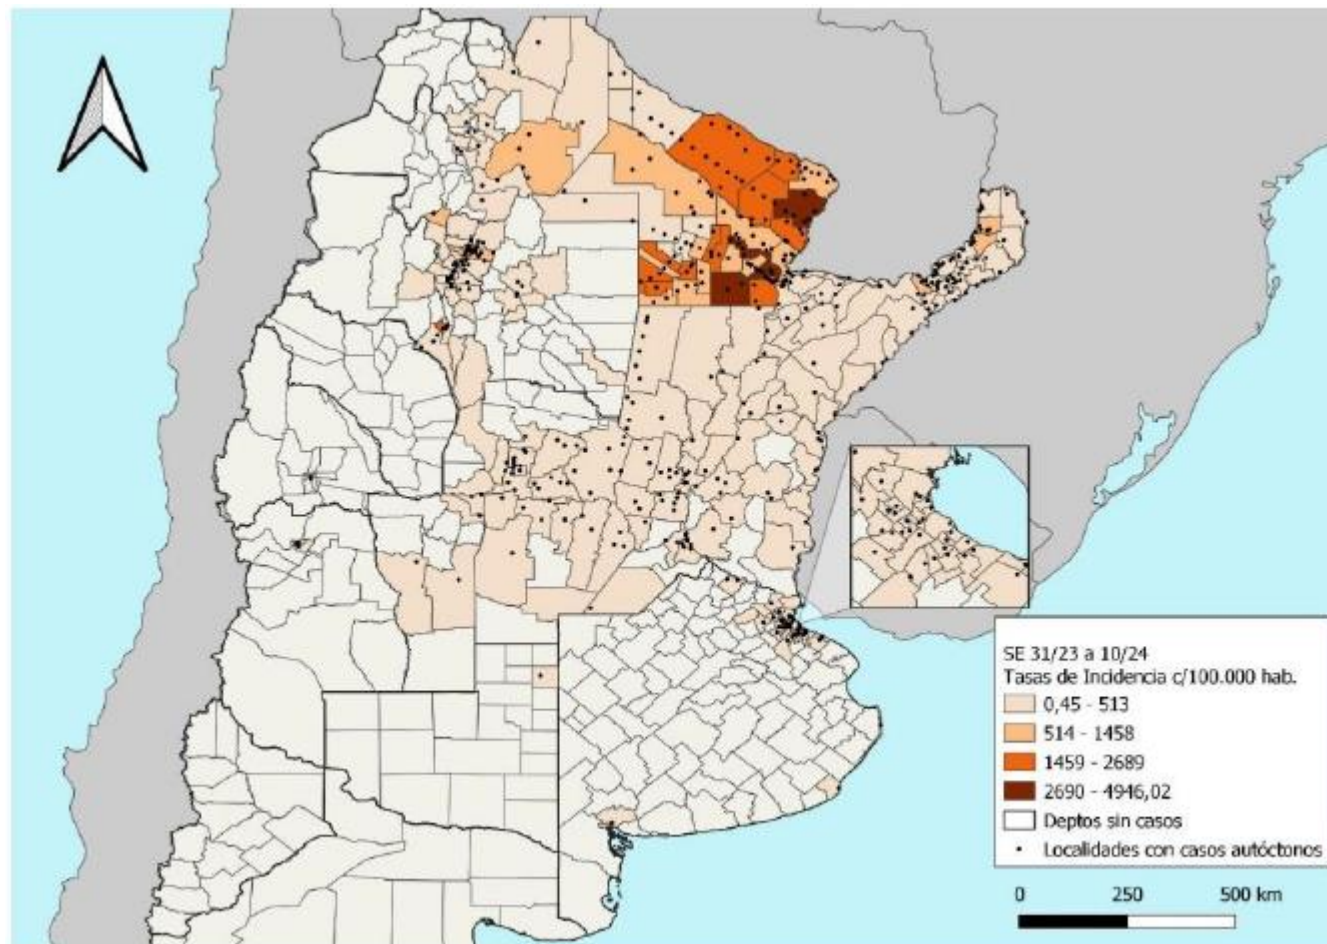 SE 31/23 a 10/24
Tasas de Incidencia c/100.000 hab.
0,45 - 513
514 - 1458
1459 - 2689
2690 - 4946,02
Deptos sin casos
Localidades con casos autóctonos
0 250 500 km